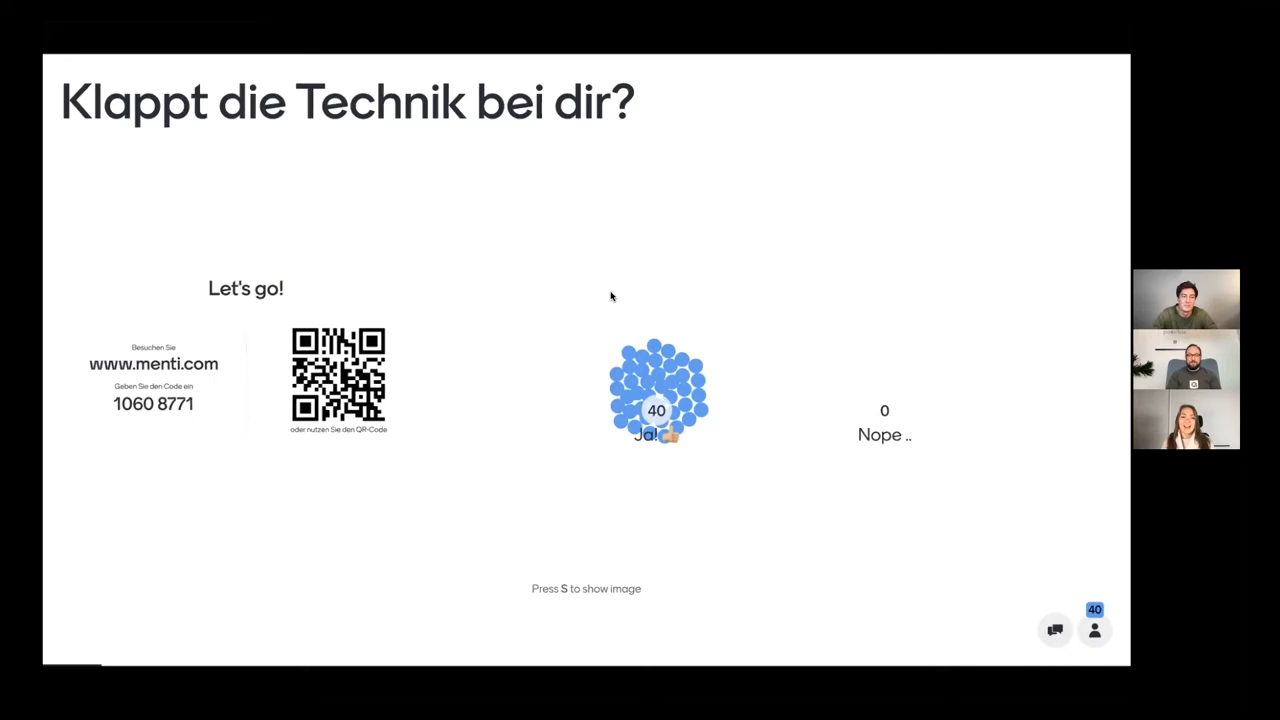 Klappt die Technik bei dir?
Let's go!
Besuchen Sie
www.menti.com
Geben Sie den Code ein
1060 8771
oder nutzen Sie den QR-Code
40
Ja! 👍
0
Nope ..
Press S to show image
40